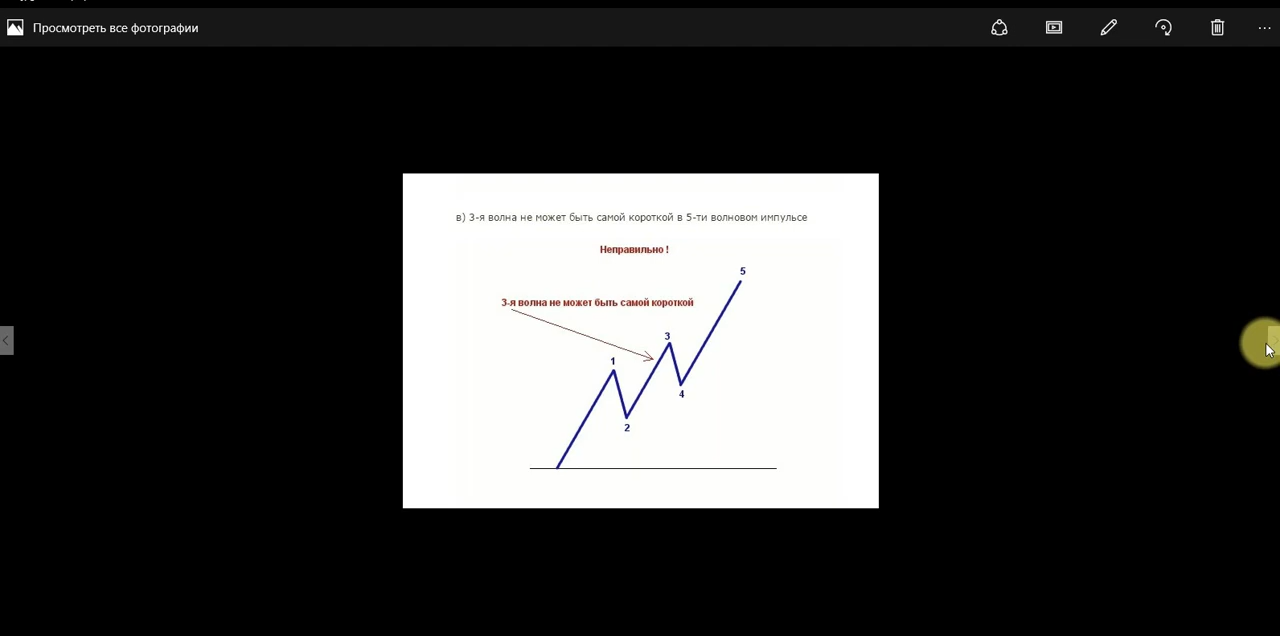 Просмотреть все фотографии
в) 3-я волна не может быть самой короткой в 5-ти волновом импульсе
Неправильно !
5
3-я волна не может быть самой короткой
3
1
4
2